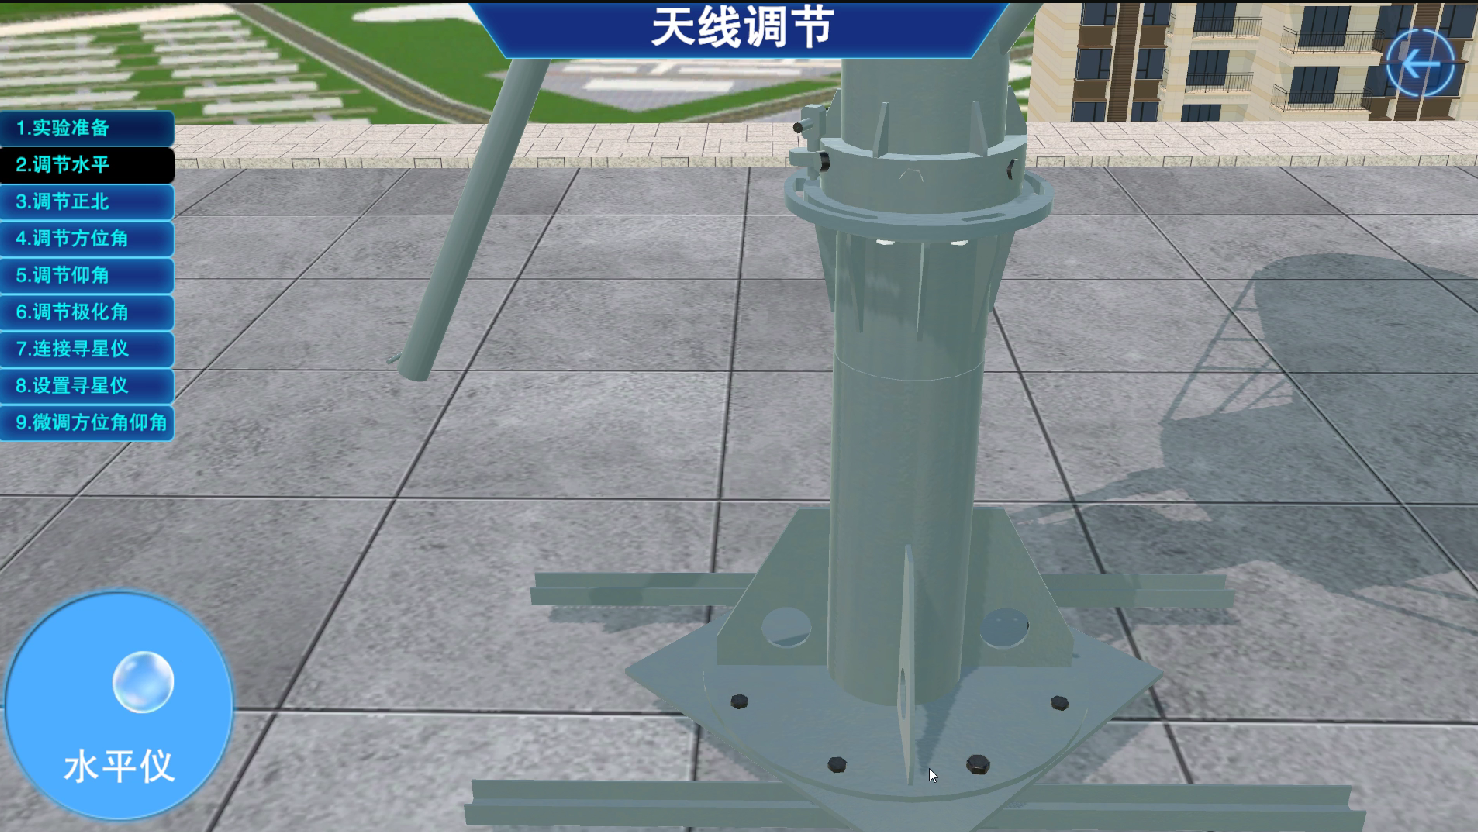 天线调节
1.实验准备
2.调节水平
3.调节正北
4.调节方位角
5.调节仰角
6.调节极化角
7.连接寻星仪
8.设置寻星仪
9.微调方位角仰角
水平仪